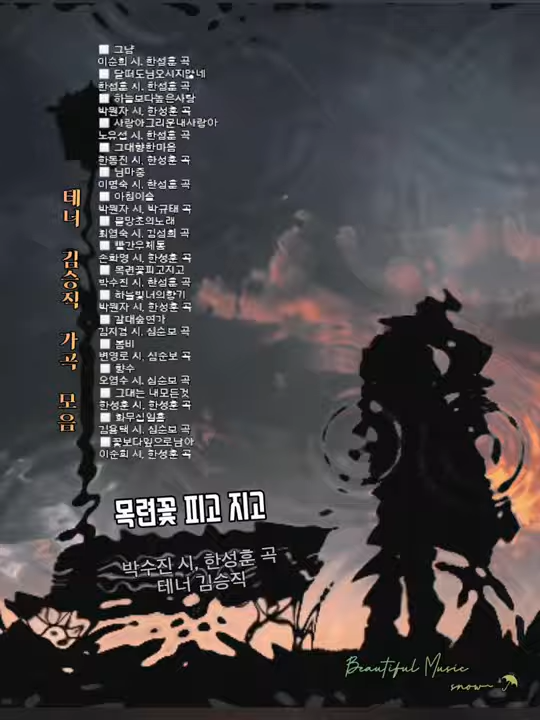 그냥
이순희 시, 한성훈 곡
달떠도님오시지않네
한성훈 시, 한성훈 곡
하늘보다높은사랑
박원자 시, 한성훈 곡
사랑아그리운내사랑아
노유섭 시, 한성훈 곡
그대향한마음
한동진 시, 한성훈 곡
님마중
이명숙 시, 한성훈 곡
아침이슬
박원자 시, 박규태 곡
물망초의노래
최영숙 시, 김성희 곡
빨간우체통
손화영 시, 한성훈 곡
목련꽃피고지고
박수진 시, 한성훈 곡
하늘빛너의향기
박원자 시, 한성훈 곡
갈대숲연가
김지겸 시, 심순보 곡
봄비
변영로 시, 심순보 곡
향수
오연수 시, 심순보 곡
그대는 내모든것
한성훈 시, 한성훈 곡
화무십일홍
김용택 시, 심순보 곡
꽃보다잎으로남아
이순희 시, 한성훈 곡
테너 김승직 가곡 모음
목련꽃 피고 지고
박수진 시, 한성훈 곡
테너 김승직
Beautiful Music
snow